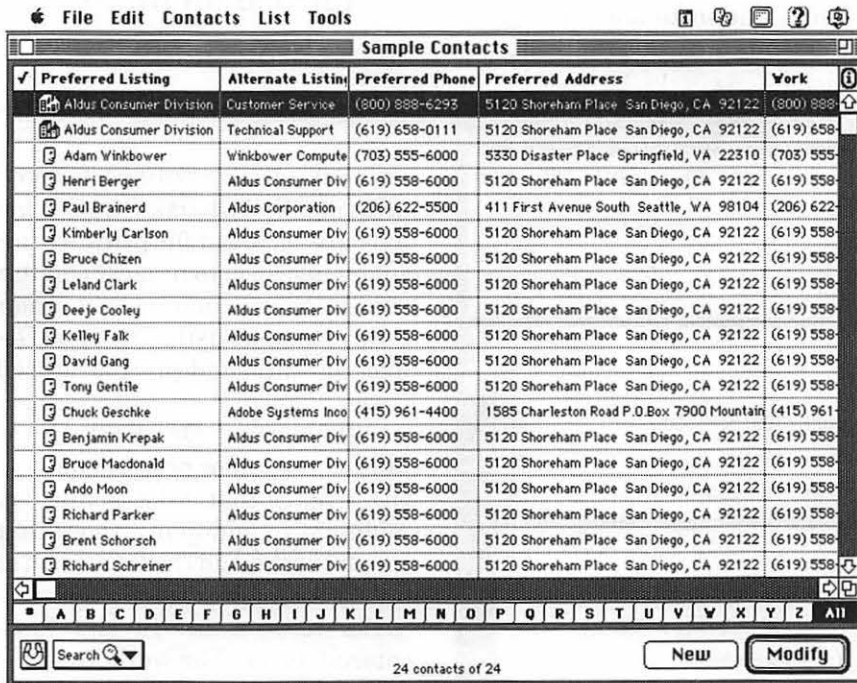 File Edit Contacts List Tools
Sample Contacts
✓ Preferred Listing Alternate Listin Preferred Phone Preferred Address Work
Aldus Consumer Division Customer Service (800) 888-6293 5120 Shoreham Place San Diego, CA 92122 (800) 888-
Aldus Consumer Division Technical Support (619) 658-0111 5120 Shoreham Place San Diego, CA 92122 (619) 658-
Adam Winkbower Winkbower Compute (703) 555-6000 5330 Disaster Place Springfield, VA 22310 (703) 555-
Henri Berger Aldus Consumer Div (619) 558-6000 5120 Shoreham Place San Diego, CA 92122 (619) 558-
Paul Brainerd Aldus Corporation (206) 622-5500 411 First Avenue South Seattle, WA 98104 (206) 622-
Kimberly Carlson Aldus Consumer Div (619) 558-6000 5120 Shoreham Place San Diego, CA 92122 (619) 558-
Bruce Chizen Aldus Consumer Div (619) 558-6000 5120 Shoreham Place San Diego, CA 92122 (619) 558-
Leland Clark Aldus Consumer Div (619) 558-6000 5120 Shoreham Place San Diego, CA 92122 (619) 558-
Deeje Cooley Aldus Consumer Div (619) 558-6000 5120 Shoreham Place San Diego, CA 92122 (619) 558-
Kelley Falk Aldus Consumer Div (619) 558-6000 5120 Shoreham Place San Diego, CA 92122 (619) 558-
David Gang Aldus Consumer Div (619) 558-6000 5120 Shoreham Place San Diego, CA 92122 (619) 558-
Tony Gentile Aldus Consumer Div (619) 558-6000 5120 Shoreham Place San Diego, CA 92122 (619) 558-
Chuck Geschke Adobe Systems Inco (415) 961-4400 1585 Charleston Road P.O.Box 7900 Mountain (415) 961-
Benjamin Krepak Aldus Consumer Div (619) 558-6000 5120 Shoreham Place San Diego, CA 92122 (619) 558-
Bruce Macdonald Aldus Consumer Div (619) 558-6000 5120 Shoreham Place San Diego, CA 92122 (619) 558-
Ando Moon Aldus Consumer Div (619) 558-6000 5120 Shoreham Place San Diego, CA 92122 (619) 558-
Richard Parker Aldus Consumer Div (619) 558-6000 5120 Shoreham Place San Diego, CA 92122 (619) 558-
Brent Schorsch Aldus Consumer Div (619) 558-6000 5120 Shoreham Place San Diego, CA 92122 (619) 558-
Richard Schreiner Aldus Consumer Div (619) 558-6000 5120 Shoreham Place San Diego, CA 92122 (619) 558-
A B C D E F G H I J K L M N O P Q R S T U V W X Y Z All
Search New Modify
24 contacts of 24